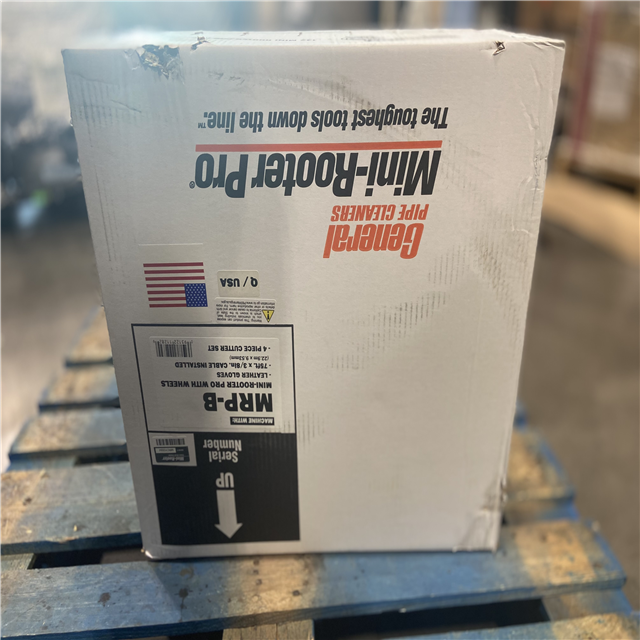 UP
Serial
Number
MACHINE WITH:
MRP-B
MINI-ROOTER PRO WITH WHEELS
- LEATHER GLOVES
- 75ft. x 3/8in. CABLE INSTALLED
(22.9m 9.53mm)
- 4 PIECE CUTTER SET
Q / USA
General
PIPE CLEANERS
Mini-Rooter Pro®
The toughest tools down the line.™